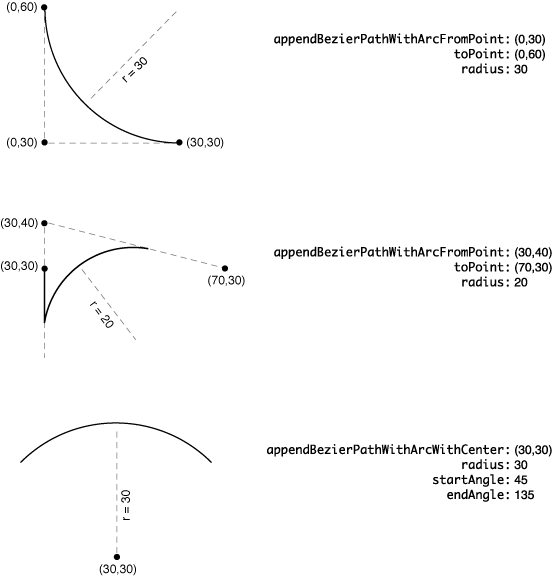 (0,60)
r = 30
(0,30)
(30,30)
appendBezierPathWithArcFromPoint: (0,30)
toPoint: (0,60)
radius: 30
(30,40)
(30,30)
(70,30)
r = 20
appendBezierPathWithArcFromPoint: (30,40)
toPoint: (70,30)
radius: 20
r = 30
(30,30)
appendBezierPathWithArcWithCenter: (30,30)
radius: 30
startAngle: 45
endAngle: 135